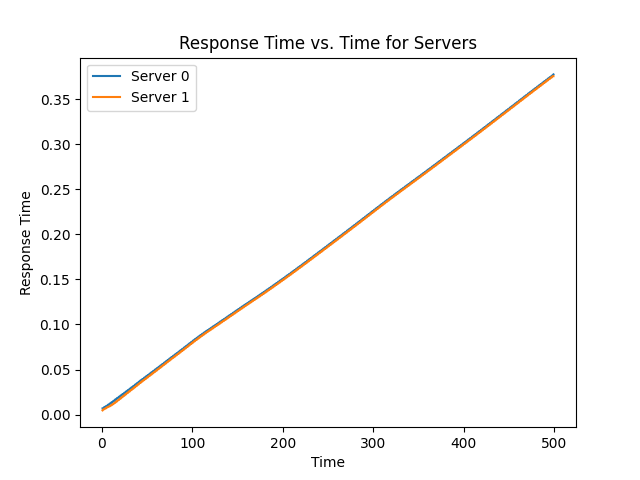 Response Time vs. Time for Servers
Server 0
Server 1
Response Time
0.35
0.30
0.25
0.20
0.15
0.10
0.05
0.00
0 100 200 300 400 500
Time